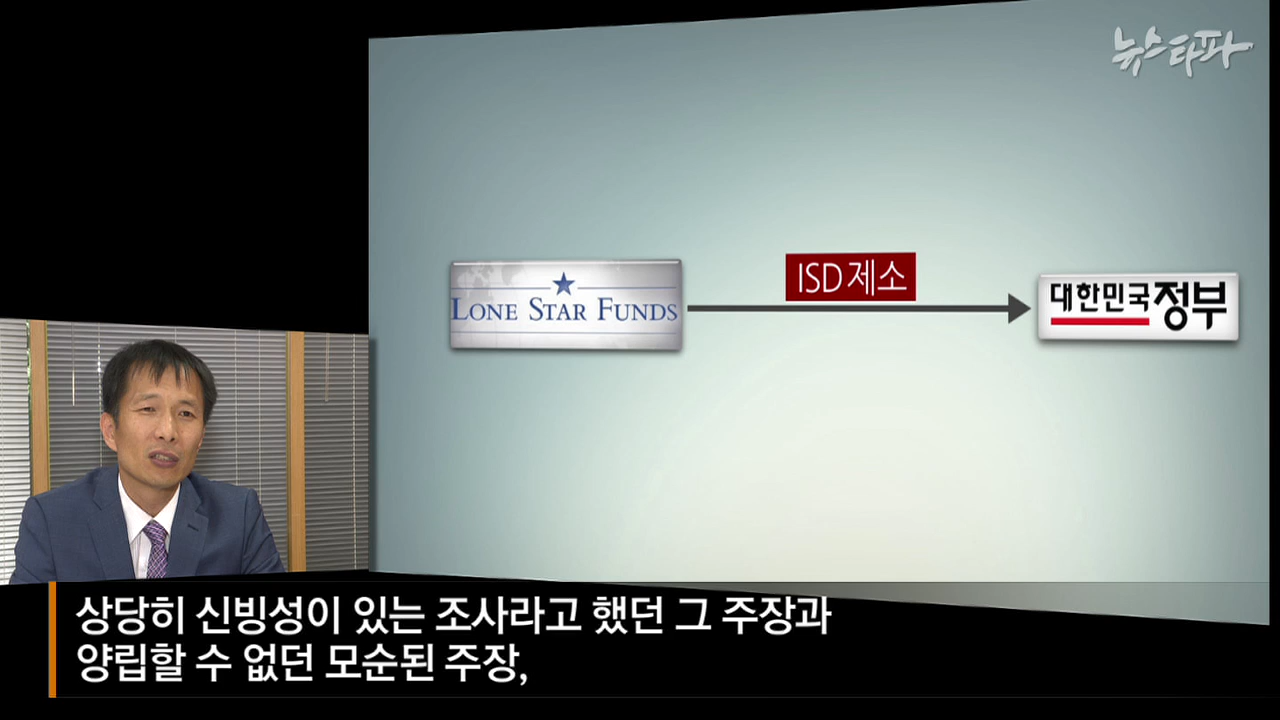 뉴스타파
ISD 제소
LONE STAR FUNDS
대한민국정부
상당히 신빙성이 있는 조사라고 했던 그 주장과
양립할 수 없던 모순된 주장,